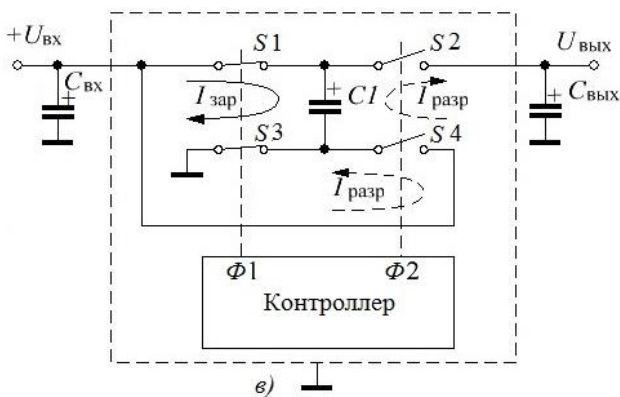 +Uвх
S1
S2
Uвых
Cвх
+
Iзар
+
C1
Iразр
+
Cвых
S3
S4
Iразр
Ф1
Ф2
Контроллер
в)